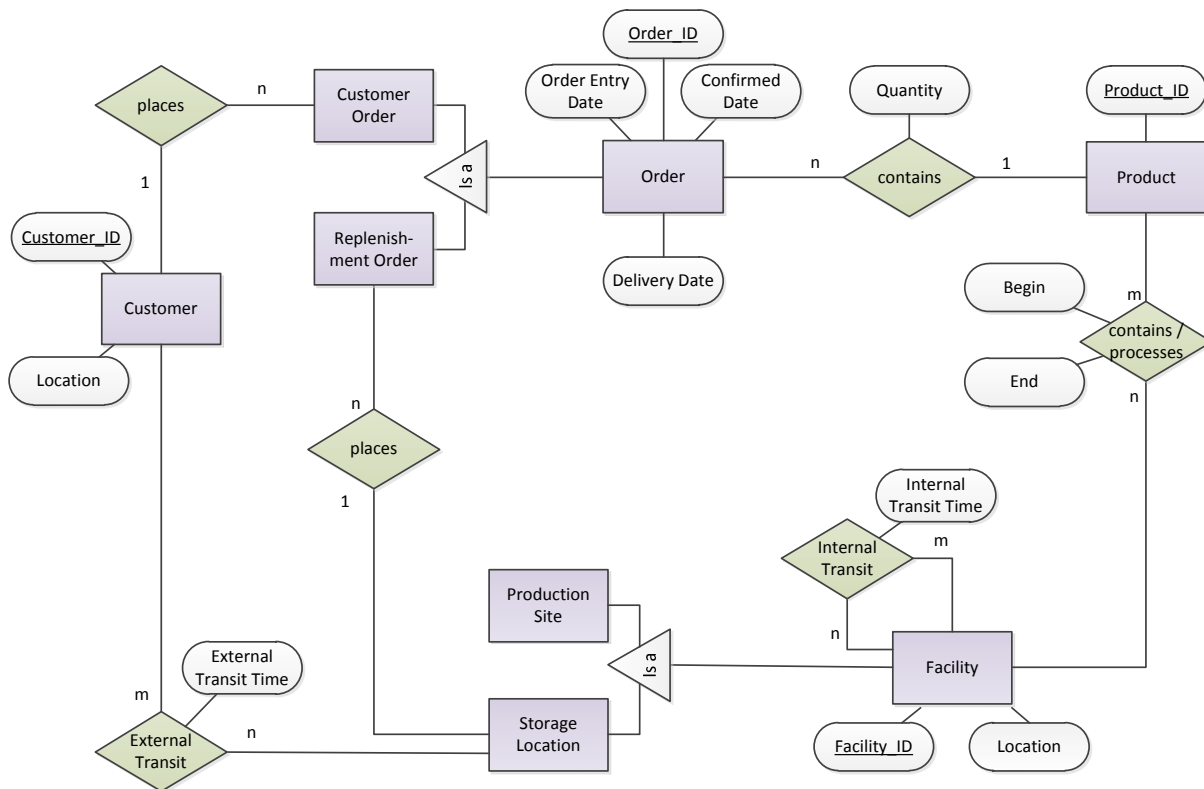 Order_ID
Order Entry
Date
Confirmed
Date
Quantity
Product_ID
places
n
Customer
Order
1
Is a
Order
n
contains
1
Product
Customer_ID
Replenish-
ment Order
Delivery Date
Customer
Begin
m
contains /
processes
Location
End
n
n
places
1
Internal
Transit Time
Internal
Transit
m
n
Production
Site
Is a
Facility
External
Transit Time
m
External
Transit
n
Storage
Location
Facility_ID
Location